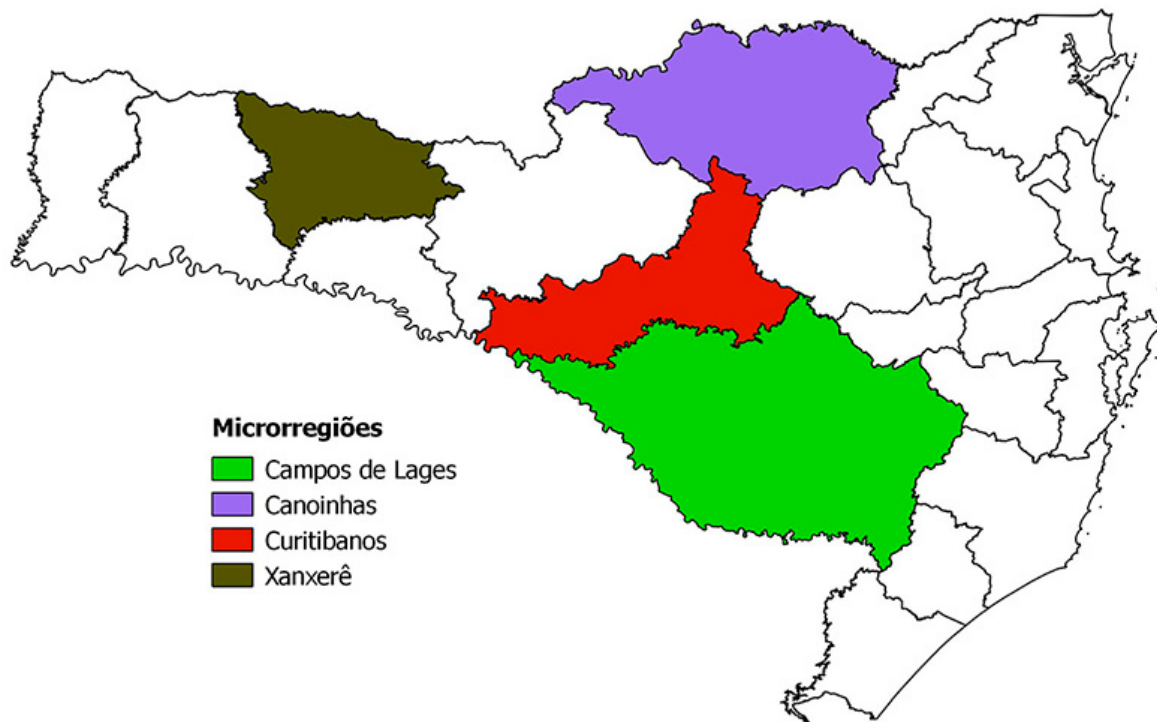 Microrregiões
Campos de Lages
Canoinhas
Curitibanos
Xanxerê